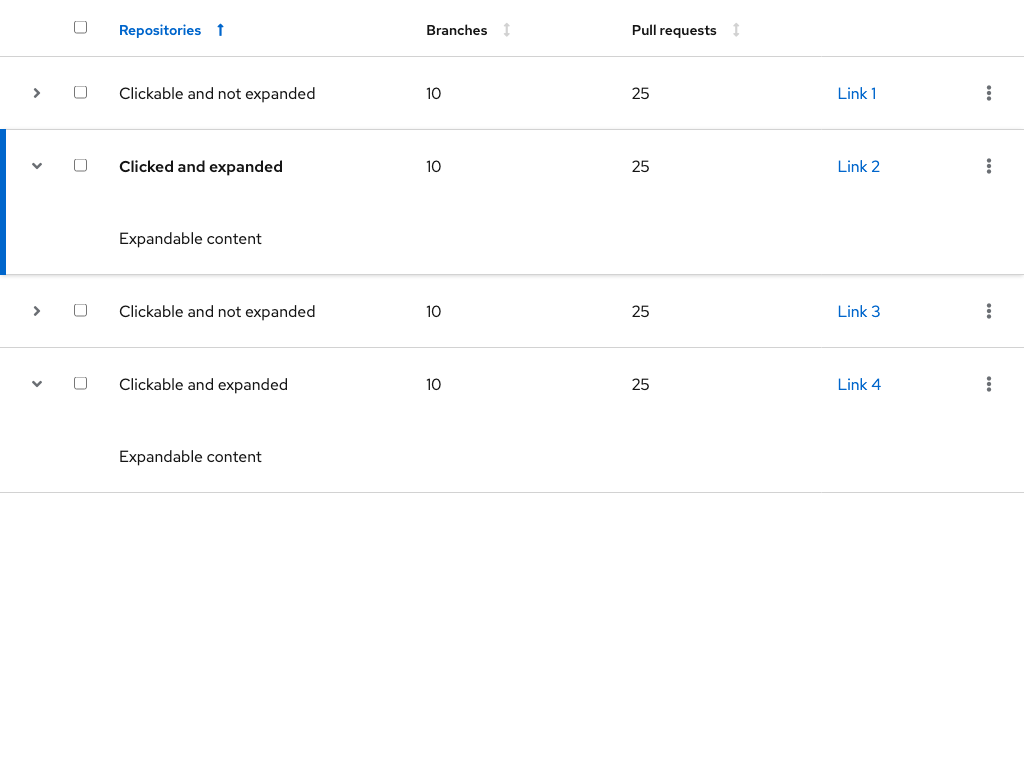 Repositories Branches Pull requests
Clickable and not expanded 10 25 Link 1
Clicked and expanded 10 25 Link 2
Expandable content
Clickable and not expanded 10 25 Link 3
Clickable and expanded 10 25 Link 4
Expandable content